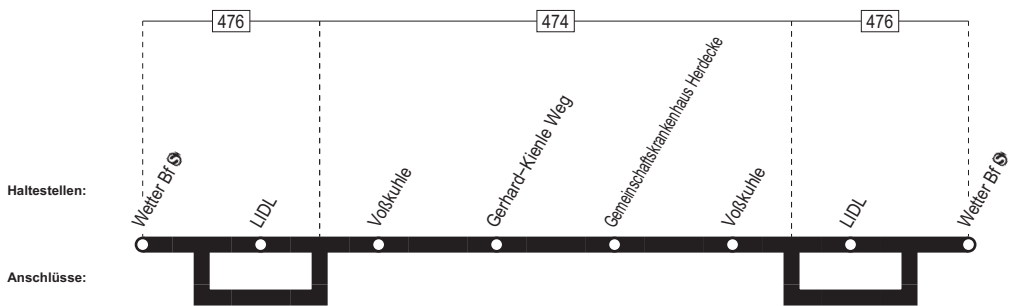 476
474
476
Haltestellen:
Wetter Bf S
LIDL
Voßkuhle
Gerhard-Kienle Weg
Gemeinschaftskrankenhaus Herdecke
Voßkuhle
LIDL
Wetter Bf S
Anschlüsse: